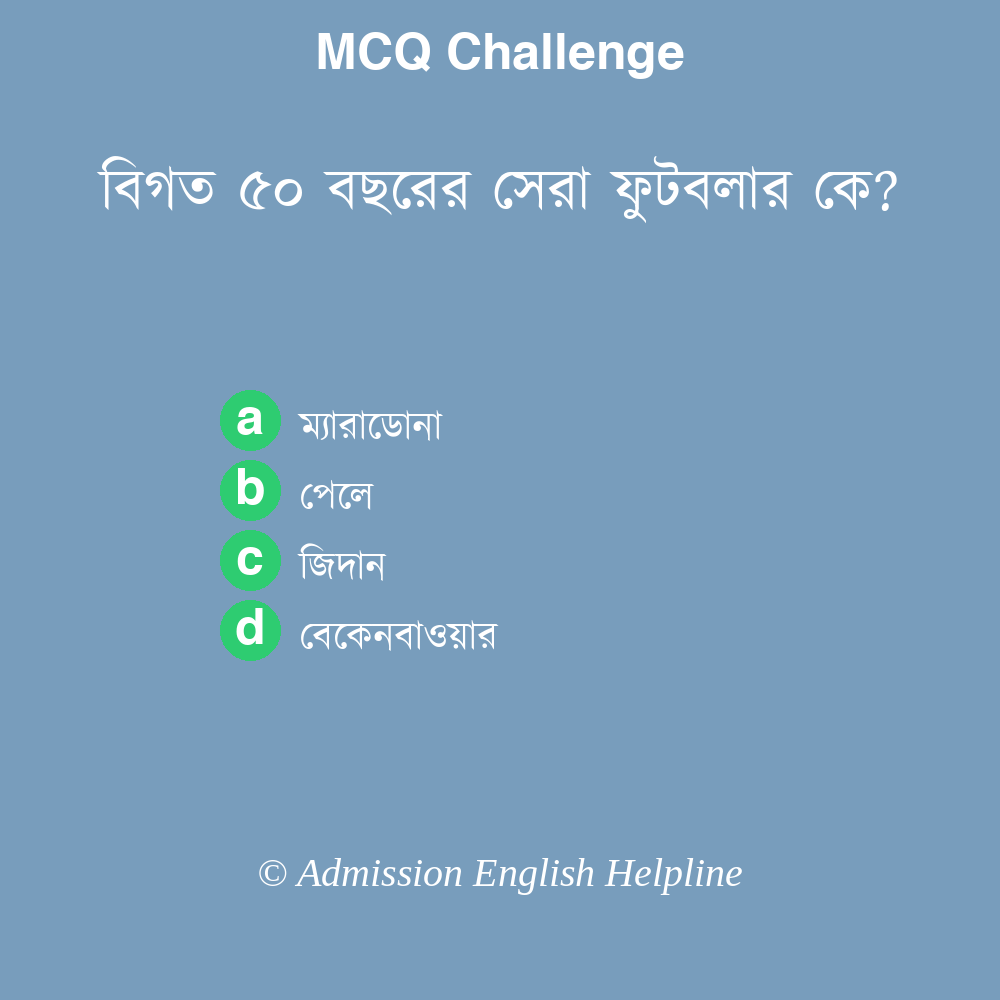 MCQ Challenge
বিগত ৫০ বছরের সেরা ফুটবলার কে?
a ম্যারাডোনা
b পেলে
c জিদান
d বেকেনবাওয়ার
© Admission English Helpline